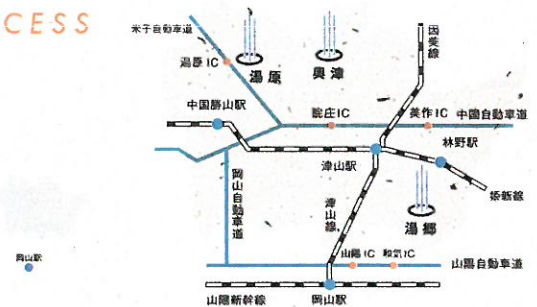 CESS
米子自動車道
湯原IC
湯原
奥津
因美線
中国勝山駅
院庄IC
美作IC
中国自動車道
林野駅
津山駅
姫新線
岡山自動車道
津山線
湯郷
岡山駅
山陽IC
和気IC
山陽自動車道
山陽新幹線
岡山駅